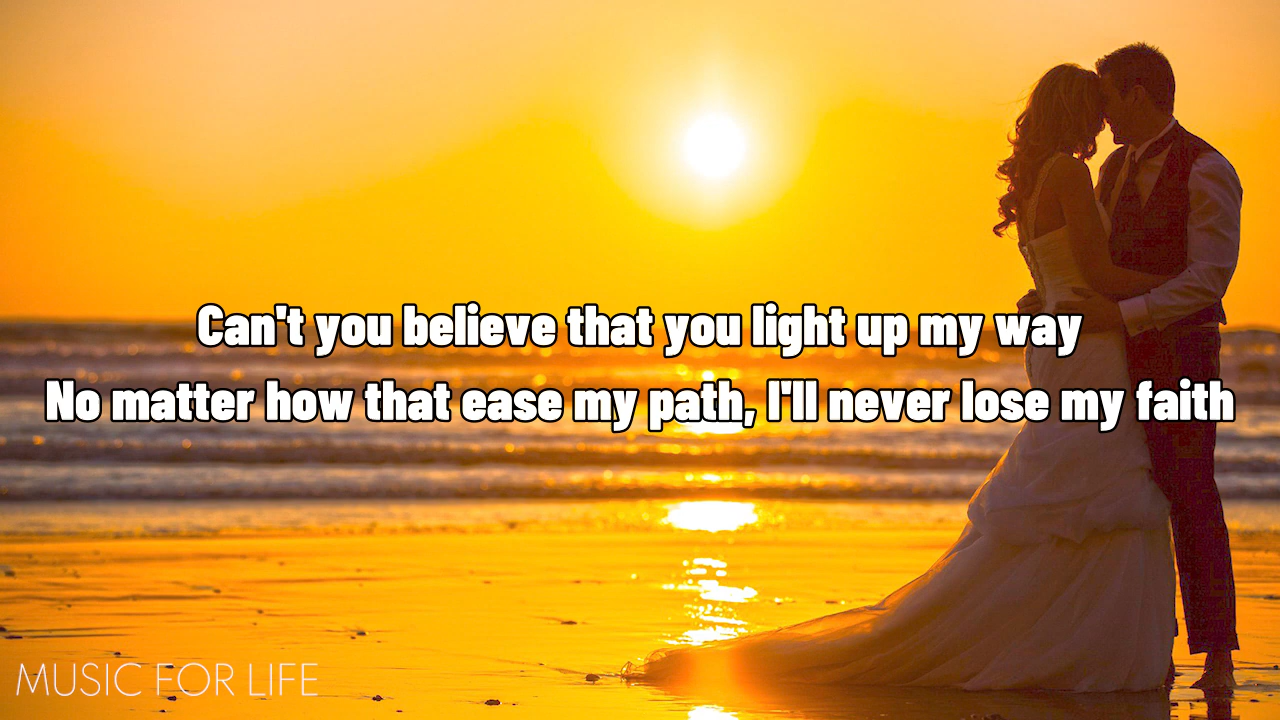 Can't you believe that you light up my way
No matter how that ease my path, I'll never lose my faith
MUSIC FOR LIFE